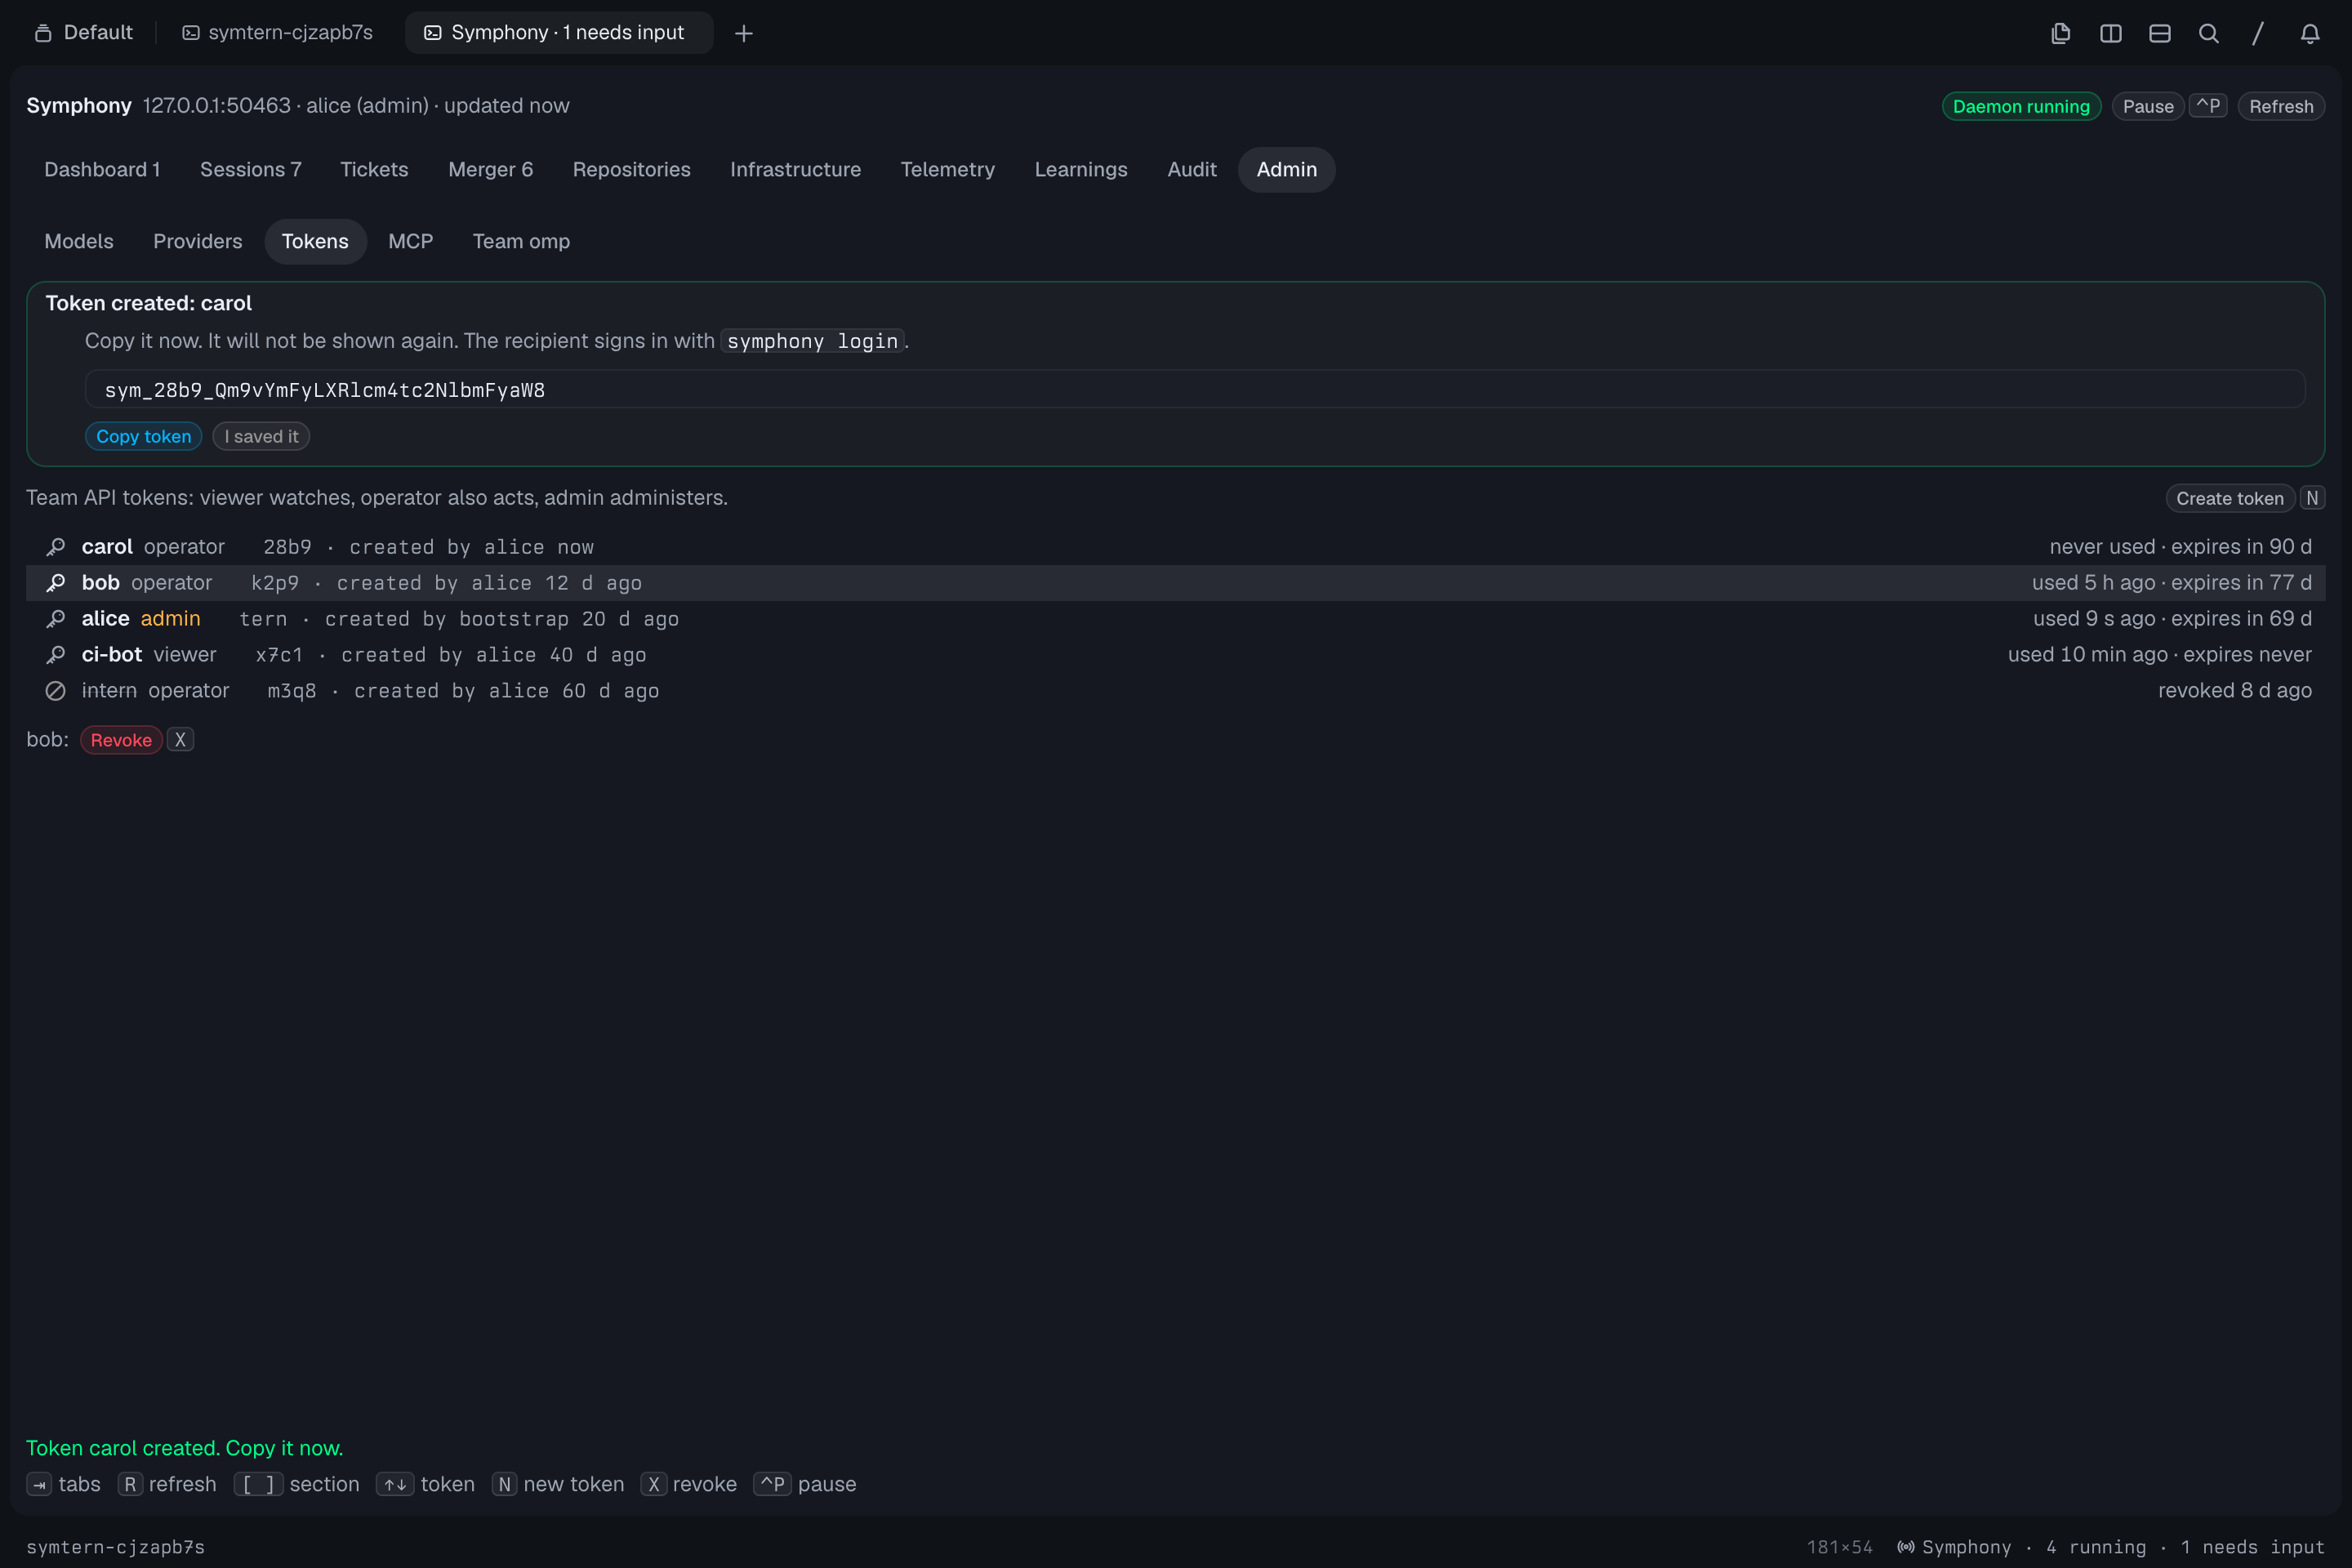 Default symtern-cjzapb7s Symphony · 1 needs input
Symphony 127.0.0.1:50463 · alice (admin) · updated now Daemon running Pause ^P Refresh
Dashboard 1 Sessions 7 Tickets Merger 6 Repositories Infrastructure Telemetry Learnings Audit Admin
Models Providers Tokens MCP Team omp
Token created: carol
Copy it now. It will not be shown again. The recipient signs in with symphony login.
sym_28b9_Qm9vYmFyLXRlcm4tc2NlbmFyaW8
Copy token I saved it
Team API tokens: viewer watches, operator also acts, admin administers. Create token N
carol operator 28b9 · created by alice now never used · expires in 90 d
bob operator k2p9 · created by alice 12 d ago used 5 h ago · expires in 77 d
alice admin tern · created by bootstrap 20 d ago used 9 s ago · expires in 69 d
ci-bot viewer x7c1 · created by alice 40 d ago used 10 min ago · expires never
intern operator m3q8 · created by alice 60 d ago revoked 8 d ago
bob: Revoke X
Token carol created. Copy it now.
⇥ tabs R refresh [ ] section ↑↓ token N new token X revoke ^P pause
symtern-cjzapb7s 181×54 Symphony · 4 running · 1 needs input